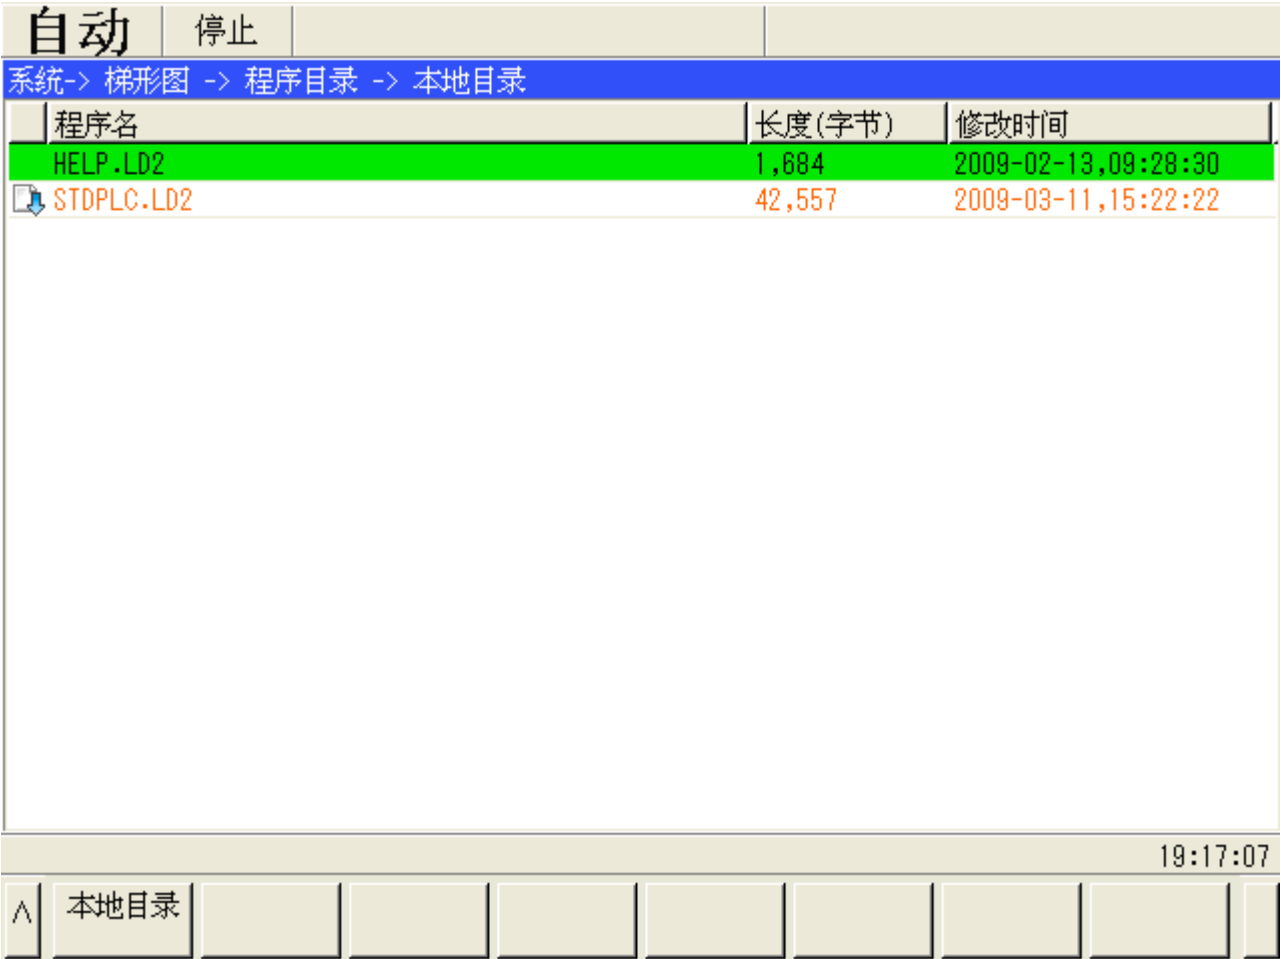 自动 停止
系统-> 梯形图 -> 程序目录 -> 本地目录
程序名 长度(字节) 修改时间
HELP.LD2 1,684 2009-02-13,09:28:30
STDPLC.LD2 42,557 2009-03-11,15:22:22
19:17:07
^ 本地目录